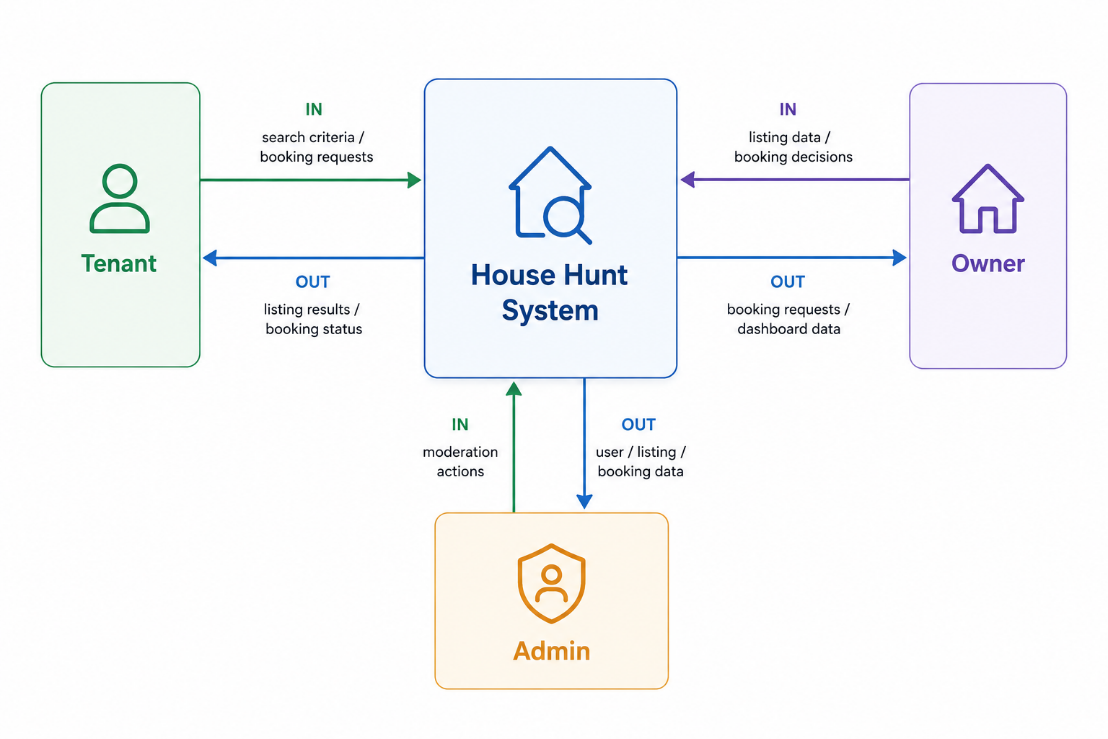 IN
search criteria /
booking requests
IN
listing data /
booking decisions
Tenant
House Hunt
System
Owner
OUT
listing results /
booking status
OUT
booking requests /
dashboard data
IN
moderation
actions
OUT
user / listing /
booking data
Admin